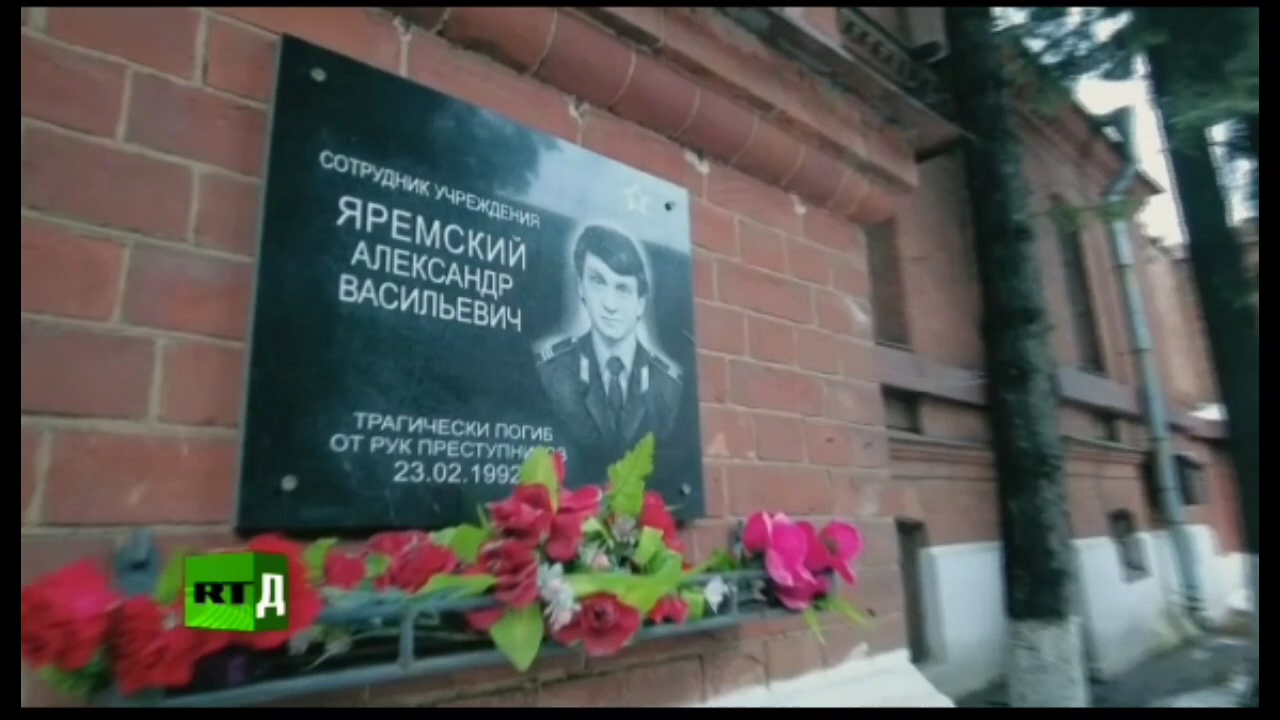 СОТРУДНИК УЧРЕЖДЕНИЯ
ЯРЕМСКИЙ
АЛЕКСАНДР
ВАСИЛЬЕВИЧ
ТРАГИЧЕСКИ ПОГИБ
ОТ РУК ПРЕСТУПНИКОВ
23.02.1992
RT Д